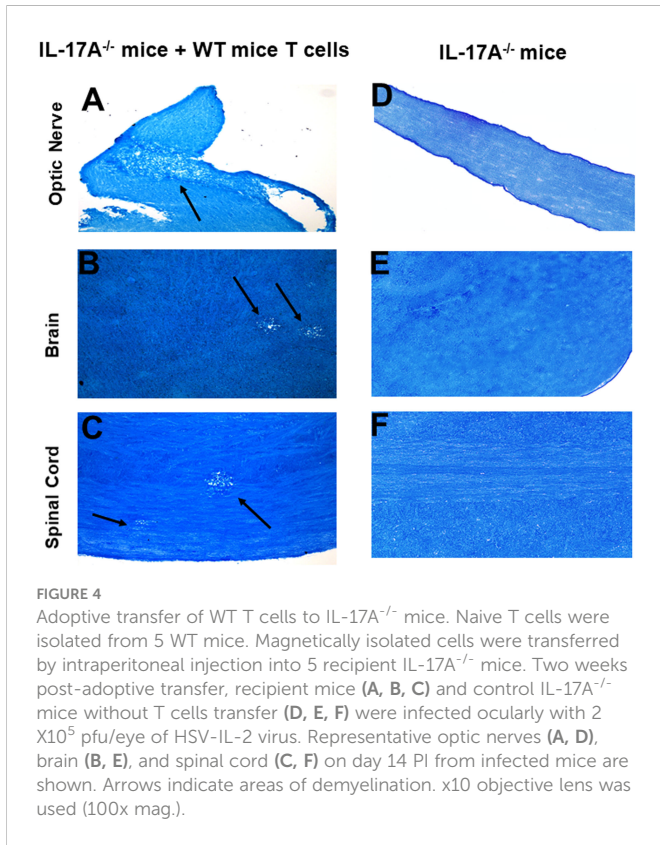 IL-17A-/- mice + WT mice T cells
IL-17A-/- mice
Optic Nerve
A
D
Brain
B
E
Spinal Cord
C
F
FIGURE 4
Adoptive transfer of WT T cells to IL-17A-/- mice. Naive T cells were
isolated from 5 WT mice. Magnetically isolated cells were transferred
by intraperitoneal injection into 5 recipient IL-17A-/- mice. Two weeks
post-adoptive transfer, recipient mice (A, B, C) and control IL-17A-/-
mice without T cells transfer (D, E, F) were infected ocularly with 2
X10⁵ pfu/eye of HSV-IL-2 virus. Representative optic nerves (A, D),
brain (B, E), and spinal cord (C, F) on day 14 PI from infected mice are
shown. Arrows indicate areas of demyelination. x10 objective lens was
used (100x mag.).